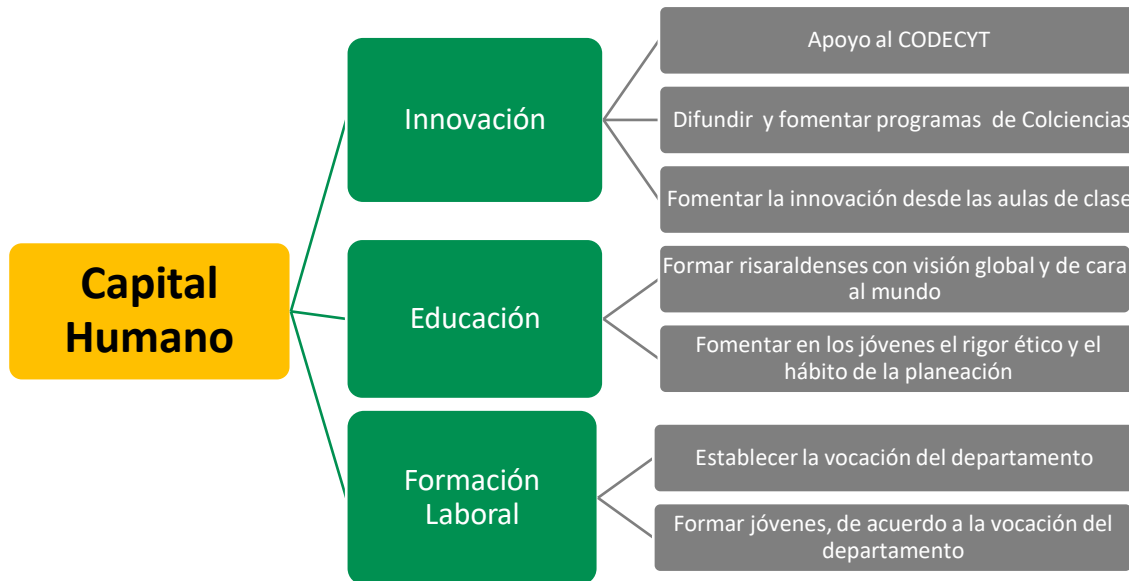 Capital
Humano
Innovación
Apoyo al CODECYT
Difundir y fomentar programas de Colciencias
Fomentar la innovación desde las aulas de clase
Educación
Formar risaraldenses con visión global y de cara
al mundo
Fomentar en los jóvenes el rigor ético y el
hábito de la planeación
Formación
Laboral
Establecer la vocación del departamento
Formar jóvenes, de acuerdo a la vocación del
departamento